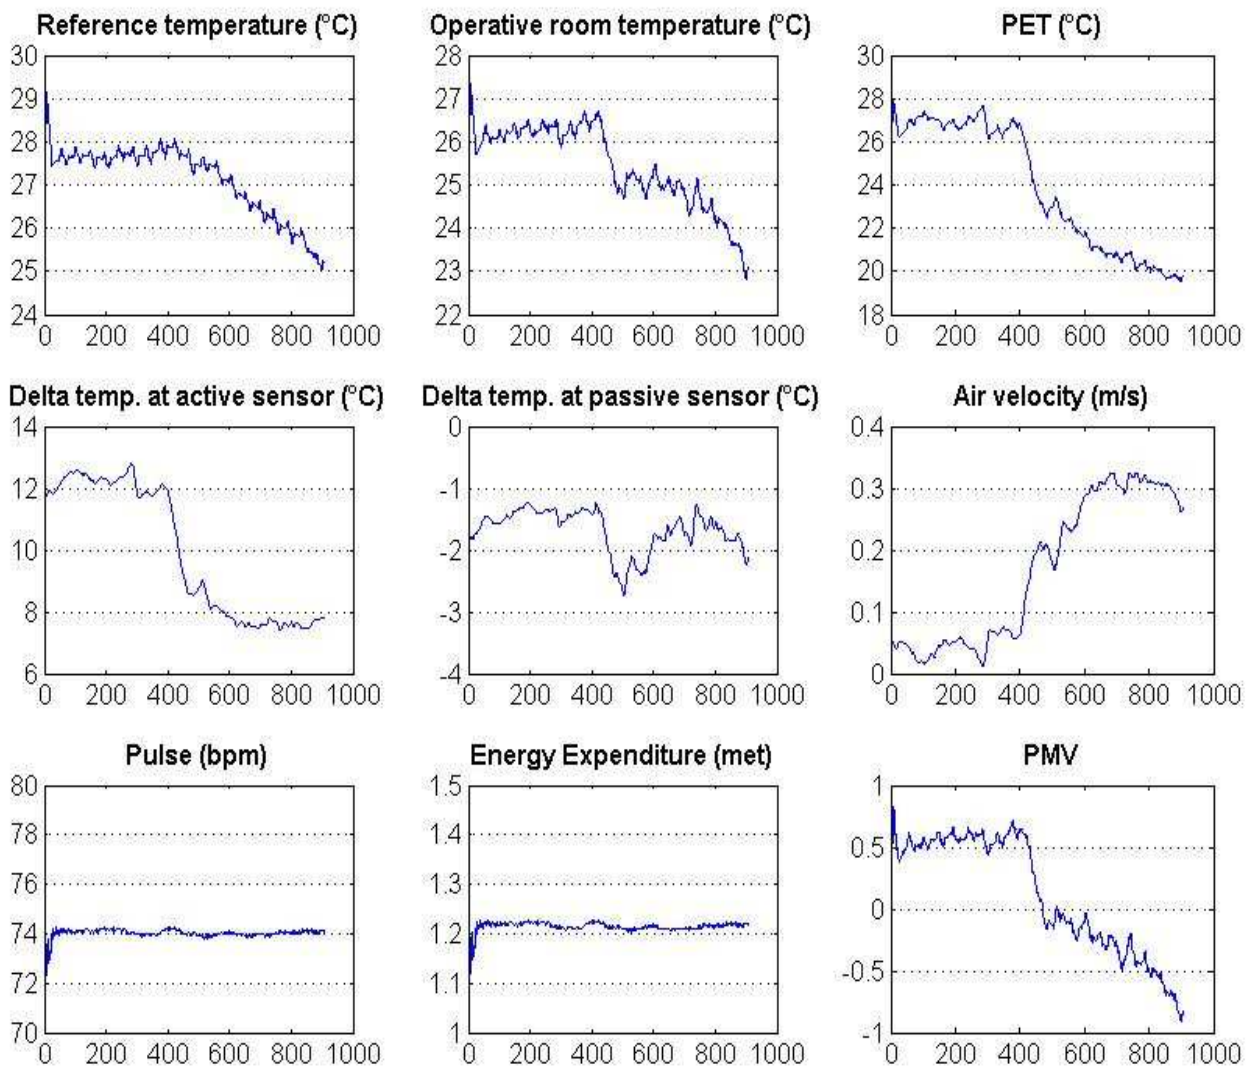 Reference temperature (°C)
Operative room temperature (°C)
PET (°C)
30
29
28
27
26
25
24
0 200 400 600 800 1000
28
27
26
25
24
23
22
0 200 400 600 800 1000
30
28
26
24
22
20
18
0 200 400 600 800 1000
Delta temp. at active sensor (°C)
Delta temp. at passive sensor (°C)
Air velocity (m/s)
14
12
10
8
6
0 200 400 600 800 1000
0
-1
-2
-3
-4
0 200 400 600 800 1000
0.4
0.3
0.2
0.1
0
0 200 400 600 800 1000
Pulse (bpm)
Energy Expenditure (met)
PMV
80
78
76
74
72
70
0 200 400 600 800 1000
1.5
1.4
1.3
1.2
1.1
1
0 200 400 600 800 1000
1
0.5
0
-0.5
-1
0 200 400 600 800 1000